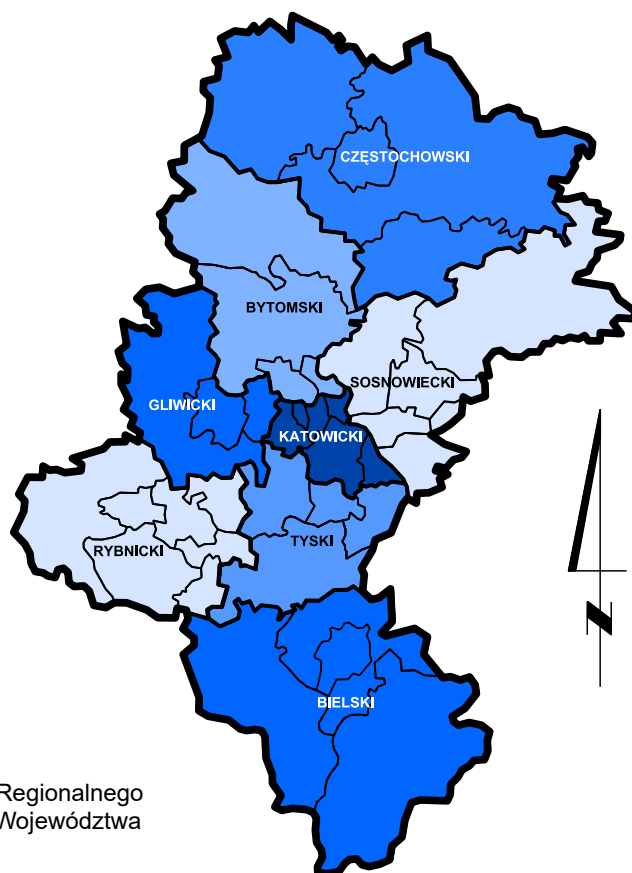 CZĘSTOCHOWSKI
BYTOMSKI
SOSNOWIECKI
GLIWICKI
KATOWICKI
RYBNICKI
TYSKI
BIELSKI
N
Regionalnego
Województwa